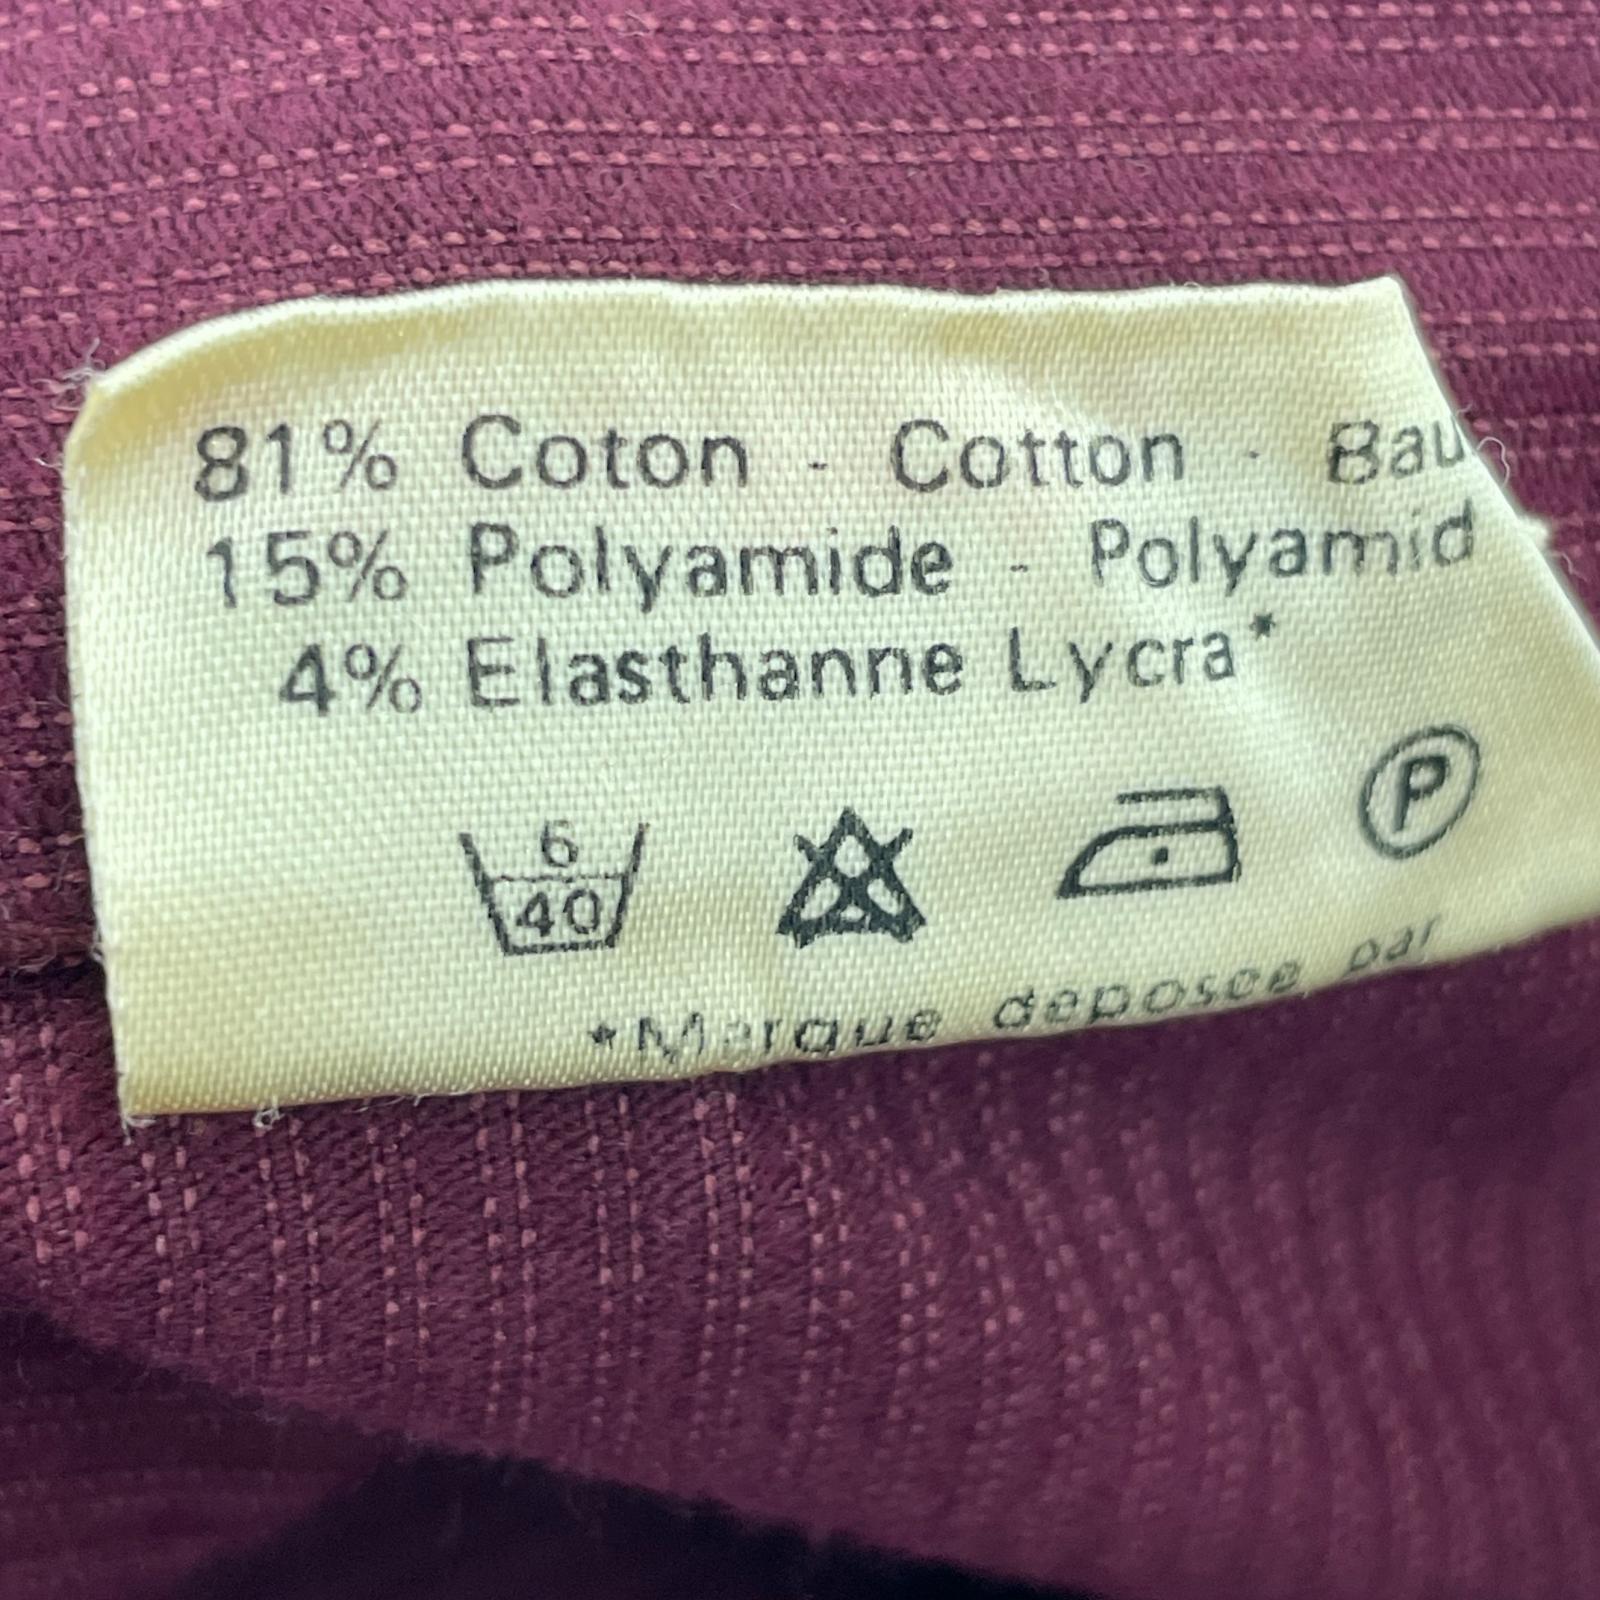 81% Coton - Cotton - Bau
15% Polyamide - Polyamid
4% Elasthanne Lycra*
6
40
P
*Marque deposee par